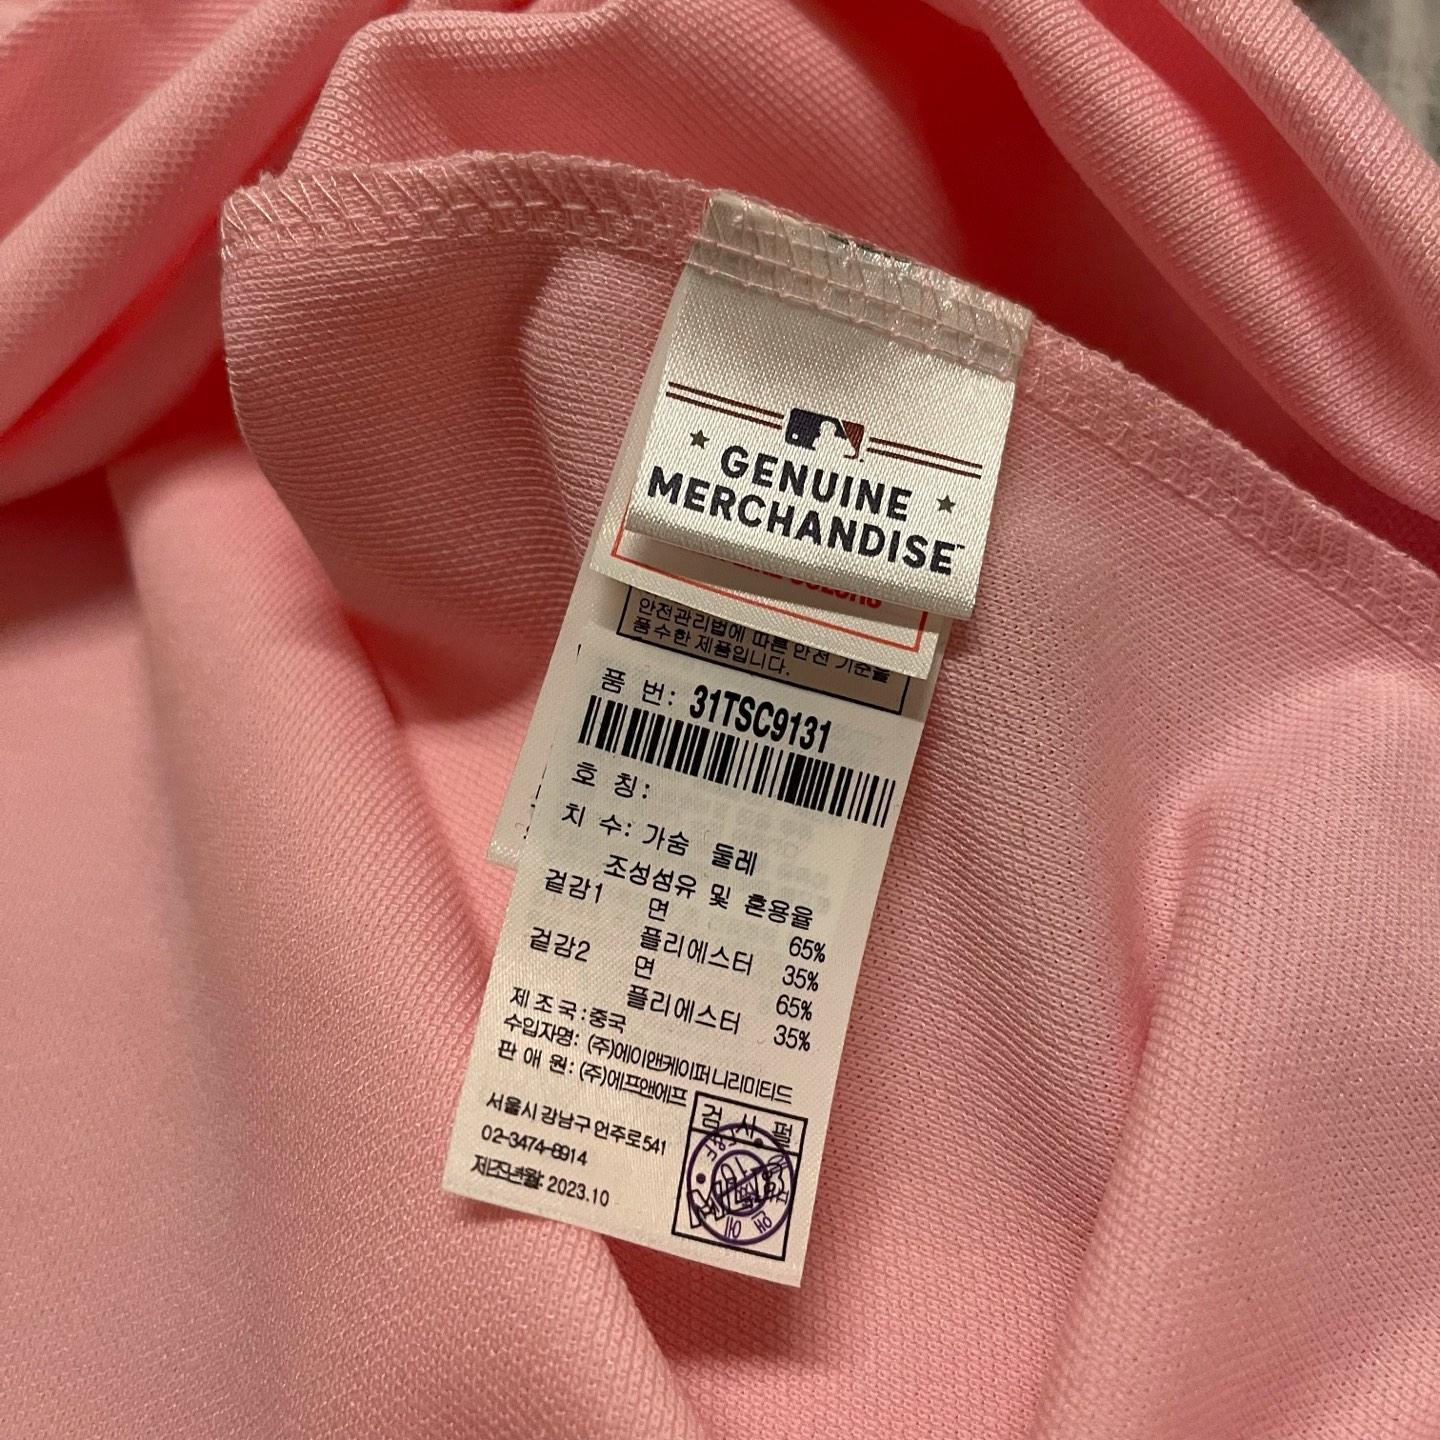 GENUINE
MERCHANDISE™
안전관리법에 따른 안전 기준을
품수한 제품입니다.
품 번: 31TSC9131
호 칭:
치 수: 가슴 둘레
조성섬유 및 혼용율
겉감1 면 65%
플리에스터 35%
겉감2 면 65%
플리에스터 35%
제 조 국 : 중국
수입자명: (주)에이앤케이퍼니리미티드
판 애 원: (주)에프앤에프
서울시 강남구 언주로541
02-3474-8914
제조년월: 2023.10
검 사 필